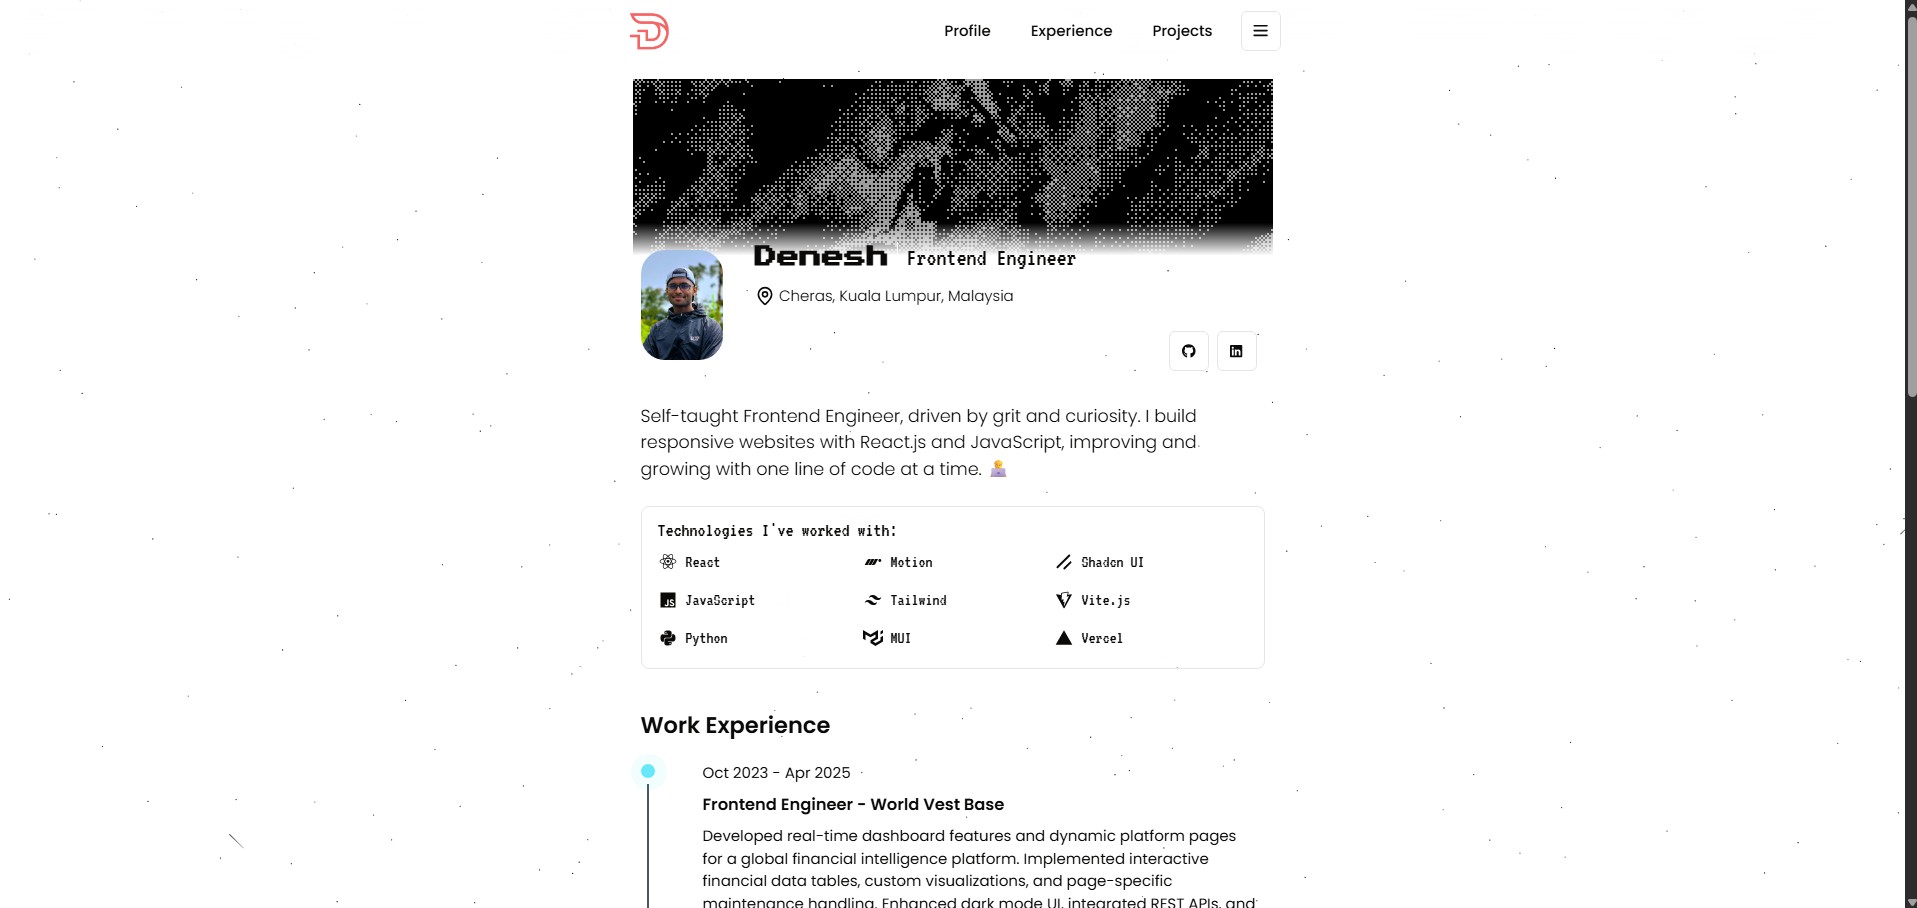 Profile Experience Projects
Denesh Frontend Engineer
Cheras, Kuala Lumpur, Malaysia
Self-taught Frontend Engineer, driven by grit and curiosity. I build
responsive websites with React.js and JavaScript, improving and
growing with one line of code at a time.
Technologies I've worked with:
React Motion Shadcn UI
JavaScript Tailwind Vite.js
Python MUI Vercel
Work Experience
Oct 2023 - Apr 2025
Frontend Engineer - World Vest Base
Developed real-time dashboard features and dynamic platform pages
for a global financial intelligence platform. Implemented interactive
financial data tables, custom visualizations, and page-specific
maintenance handling. Enhanced dark mode UI, integrated REST APIs, and